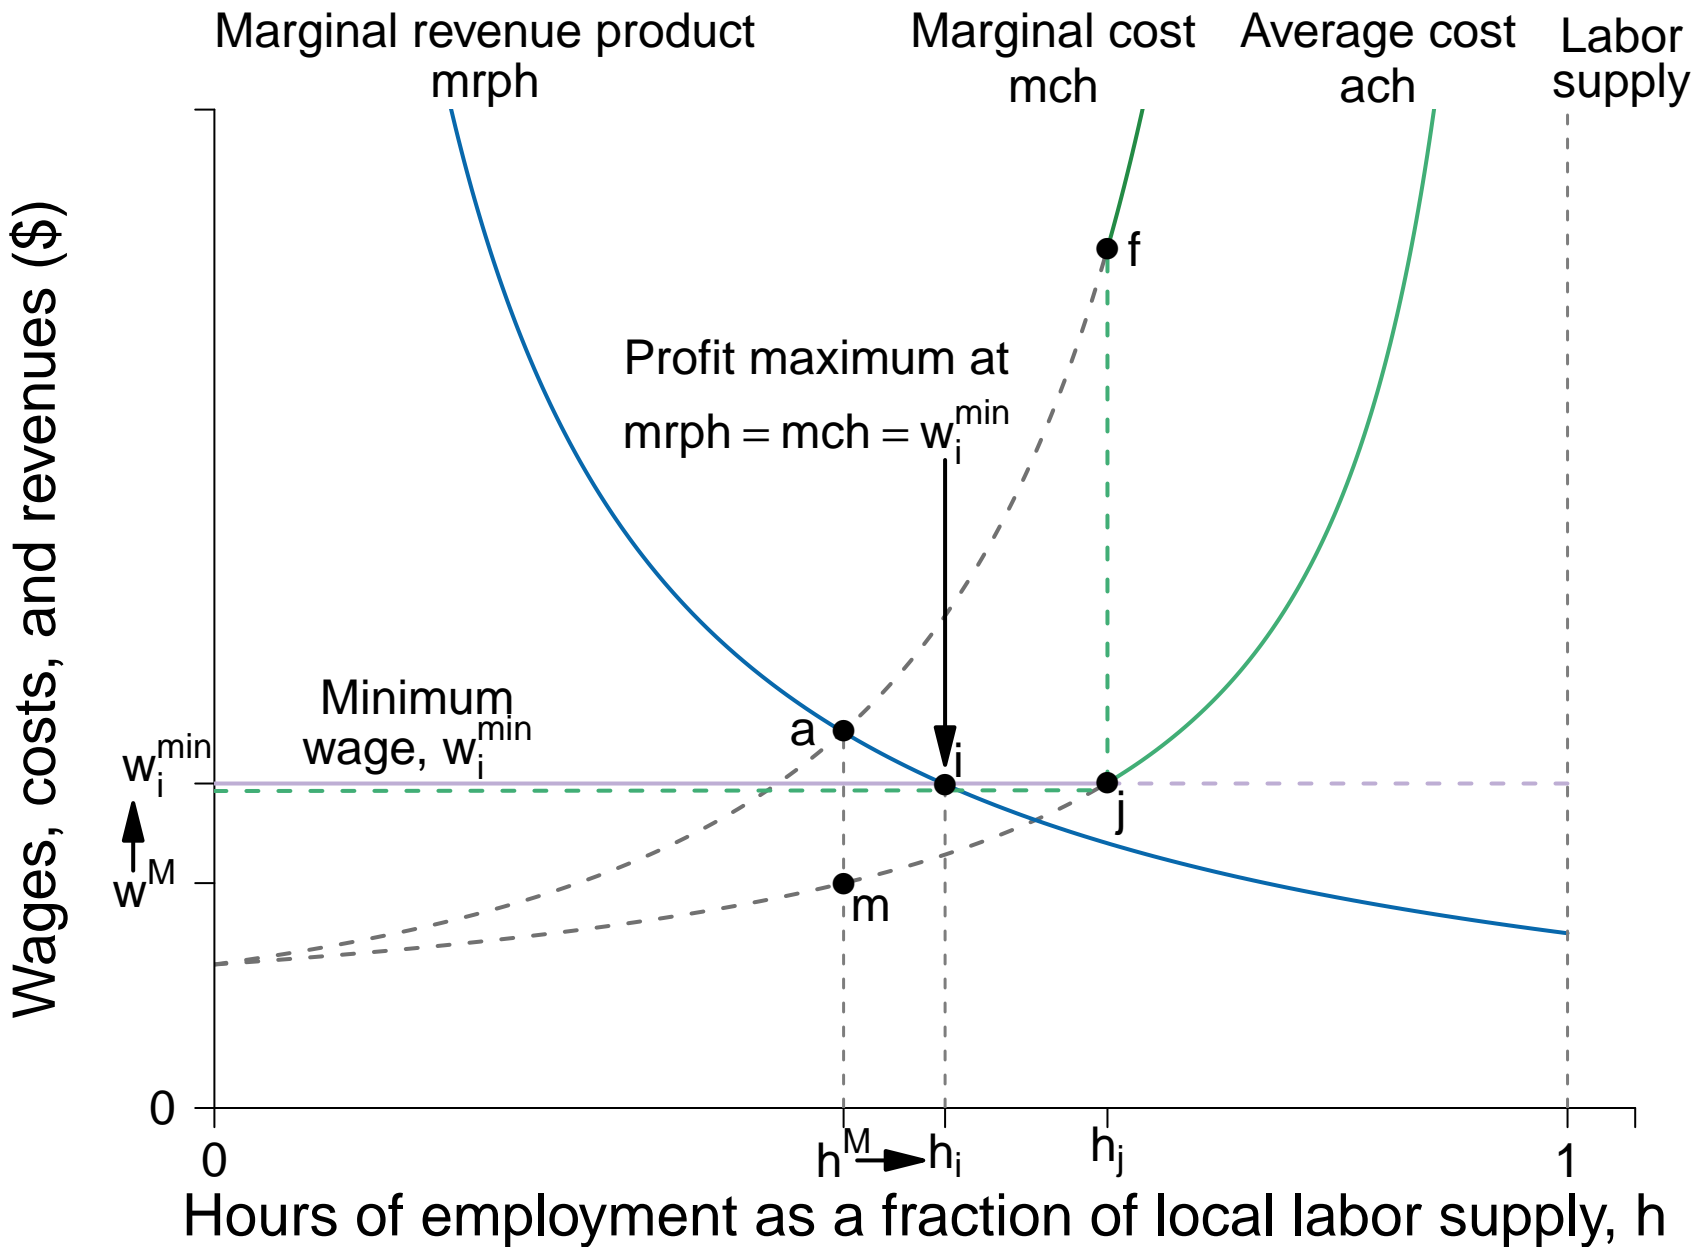 Marginal revenue product
mrph
Marginal cost
mch
Average cost
ach
Labor
supply
Wages, costs, and revenues ($)
f
Profit maximum at
mrph = mch = w_i^min
Minimum
wage, w_i^min
a
i
j
m
w_i^min
w^M
0
0
h^M
h_i
h_j
1
Hours of employment as a fraction of local labor supply, h